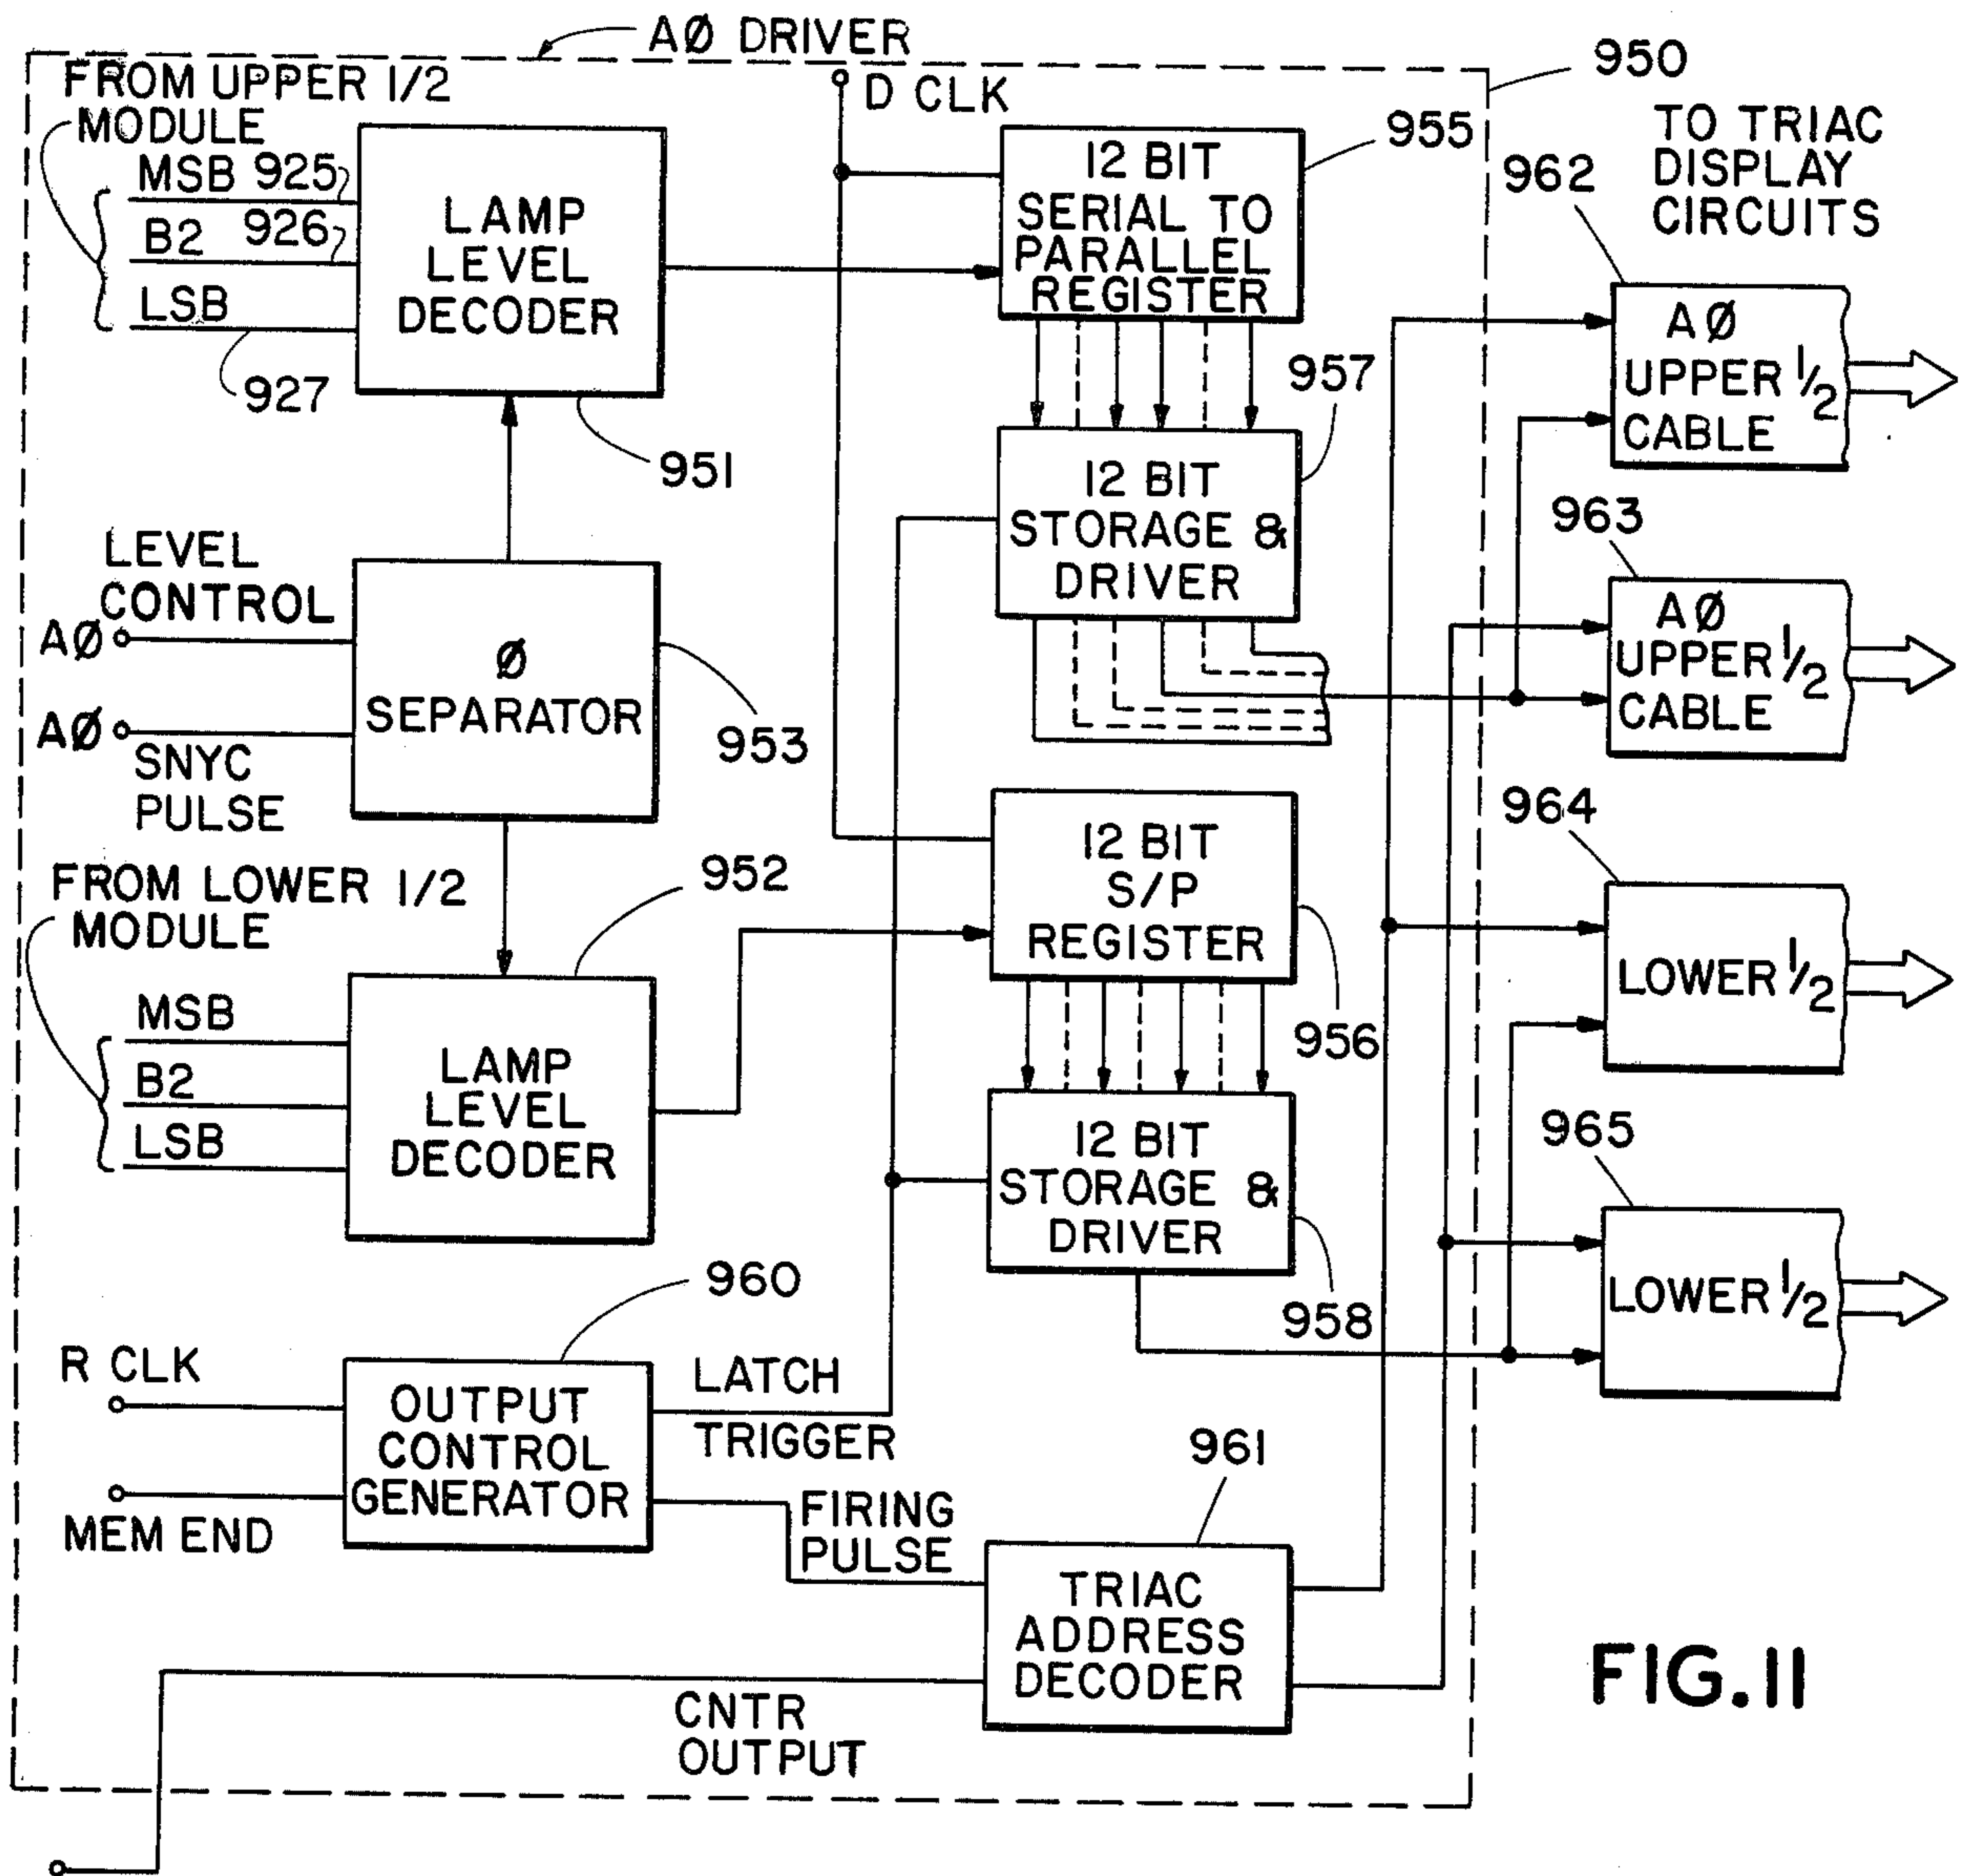 AØ DRIVER
950
FROM UPPER 1/2
MODULE
MSB 925
B2 926
LSB
927
LAMP
LEVEL
DECODER
951
D CLK
12 BIT
SERIAL TO
PARALLEL
REGISTER
955
957
12 BIT
STORAGE &
DRIVER
TO TRIAC
DISPLAY
CIRCUITS
962
AØ
UPPER 1/2
CABLE
963
AØ
UPPER 1/2
CABLE
LEVEL
CONTROL
AØ
AØ
SNYC
PULSE
Ø
SEPARATOR
953
FROM LOWER 1/2
MODULE
952
MSB
B2
LSB
LAMP
LEVEL
DECODER
12 BIT
S/P
REGISTER
956
12 BIT
STORAGE &
DRIVER
958
964
LOWER 1/2
965
LOWER 1/2
960
R CLK
MEM END
OUTPUT
CONTROL
GENERATOR
LATCH
TRIGGER
FIRING
PULSE
961
TRIAC
ADDRESS
DECODER
CNTR
OUTPUT
FIG.11